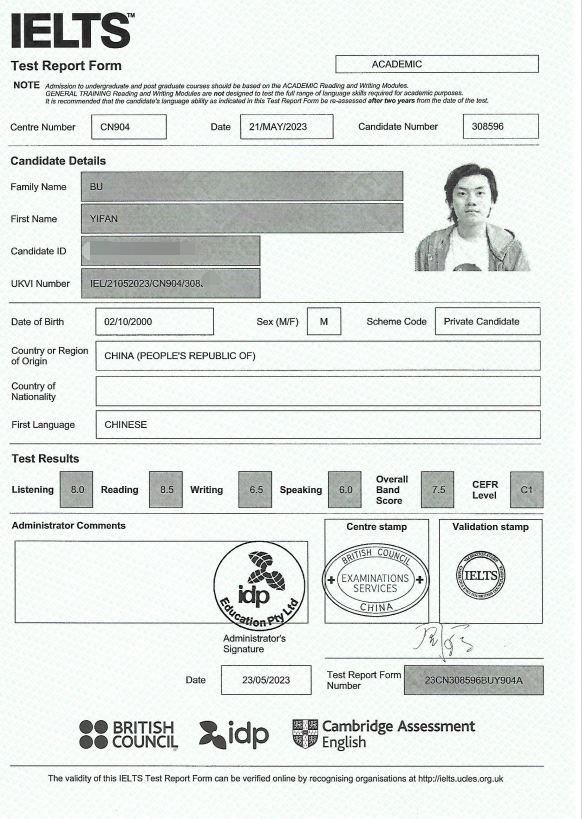 IELTS™
Test Report Form
ACADEMIC
NOTE Admission to undergraduate and post graduate courses should be based on the ACADEMIC Reading and Writing Modules.
GENERAL TRAINING Reading and Writing Modules are not designed to test the full range of language skills required for academic purposes.
It is recommended that the candidate's language ability as indicated in this Test Report Form be re-assessed after two years from the date of the test.
Centre Number CN904 Date 21/MAY/2023 Candidate Number 308596
Candidate Details
Family Name BU
First Name YIFAN
Candidate ID
UKVI Number IEL/21052023/CN904/308.
Date of Birth 02/10/2000 Sex (M/F) M Scheme Code Private Candidate
Country or Region
of Origin
CHINA (PEOPLE'S REPUBLIC OF)
Country of
Nationality
First Language CHINESE
Test Results
Listening 8.0 Reading 8.5 Writing 6.5 Speaking 6.0 Overall Band Score 7.5 CEFR Level C1
Administrator Comments
Centre stamp
Validation stamp
idp
Education Pty Ltd
BRITISH COUNCIL
EXAMINATIONS
SERVICES
CHINA
IELTS
Administrator's
Signature
Date 23/05/2023
Test Report Form
Number
23CN308596BUY904A
BRITISH
COUNCIL
idp
Cambridge Assessment
English
The validity of this IELTS Test Report Form can be verified online by recognising organisations at http://ielts.ucles.org.uk